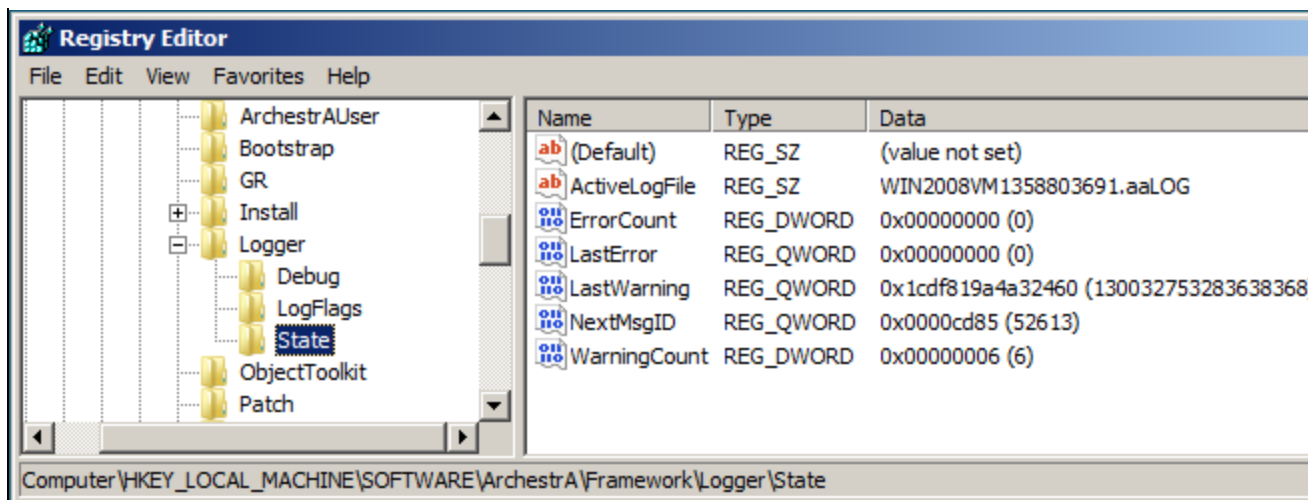 Registry Editor
File Edit View Favorites Help
ArchestrAUser
Bootstrap
GR
Install
Logger
Debug
LogFlags
State
ObjectToolkit
Patch
Name Type Data
(Default) REG_SZ (value not set)
ActiveLogFile REG_SZ WIN2008VM1358803691.aaLOG
ErrorCount REG_DWORD 0x00000000 (0)
LastError REG_QWORD 0x00000000 (0)
LastWarning REG_QWORD 0x1cdf819a4a32460 (130032753283638368
NextMsgID REG_QWORD 0x0000cd85 (52613)
WarningCount REG_DWORD 0x00000006 (6)
Computer\HKEY_LOCAL_MACHINE\SOFTWARE\ArchestrA\Framework\Logger\State